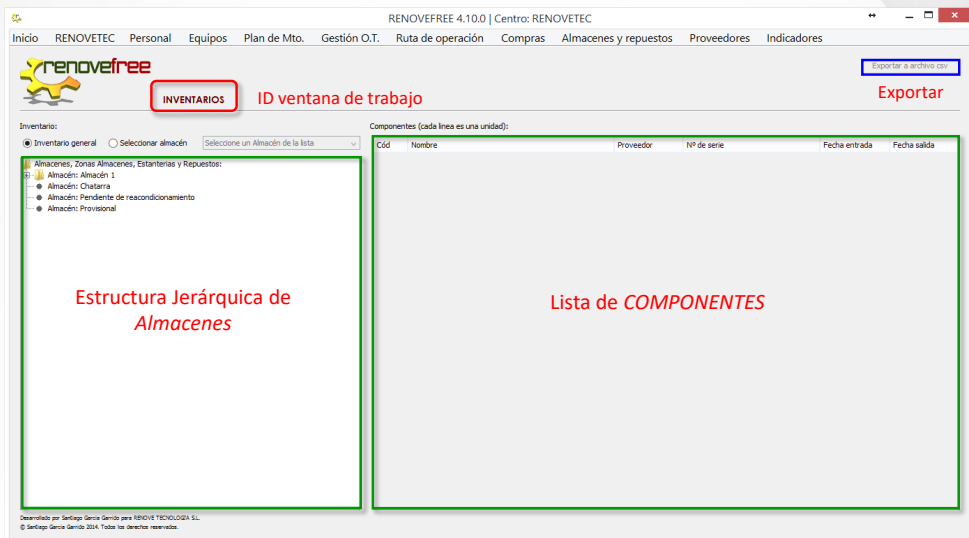 RENOVEFREE 4.10.0 | Centro: RENOVETEC
Inicio RENOVETEC Personal Equipos Plan de Mto. Gestión O.T. Ruta de operación Compras Almacenes y repuestos Proveedores Indicadores
renovefree
Exportar a archivo csv
INVENTARIOS
ID ventana de trabajo
Exportar
Inventario:
Inventario general Seleccionar almacén Seleccione un Almacén de la lista
Componentes (cada linea es una unidad):
Cód Nombre Proveedor Nº de serie Fecha entrada Fecha salida
Almacenes, Zonas Almacenes, Estanterias y Repuestos:
Almacén: Almacén 1
Almacén: Chatarra
Almacén: Pendiente de reacondicionamiento
Almacén: Provisional
Estructura Jerárquica de
Almacenes
Lista de COMPONENTES
Desarrollado por Santiago Garcia Garrido para RENOVE TECNOLOGÍA S.L.
© Santiago Garcia Garrido 2014. Todos los derechos reservados.